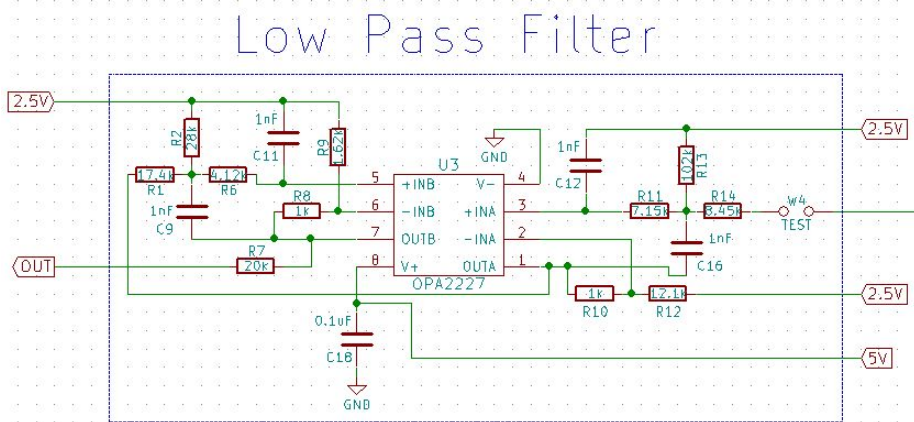 Low Pass Filter
2.5V
R2
28k
1nF
C11
R9
1.62k
17.4k
R1
4.12k
R6
1nF
C9
R8
1k
R7
20k
OUT
U3
5
+INB
6
-INB
7
OUTB
8
V+
V-
4
+INA
3
-INA
2
OUTA
1
OPA2227
0.1uF
C18
GND
GND
1nF
C12
102k
R13
2.5V
R11
7.15k
R14
8.45k
W4
TEST
1nF
C16
1k
R10
12.1k
R12
2.5V
5V